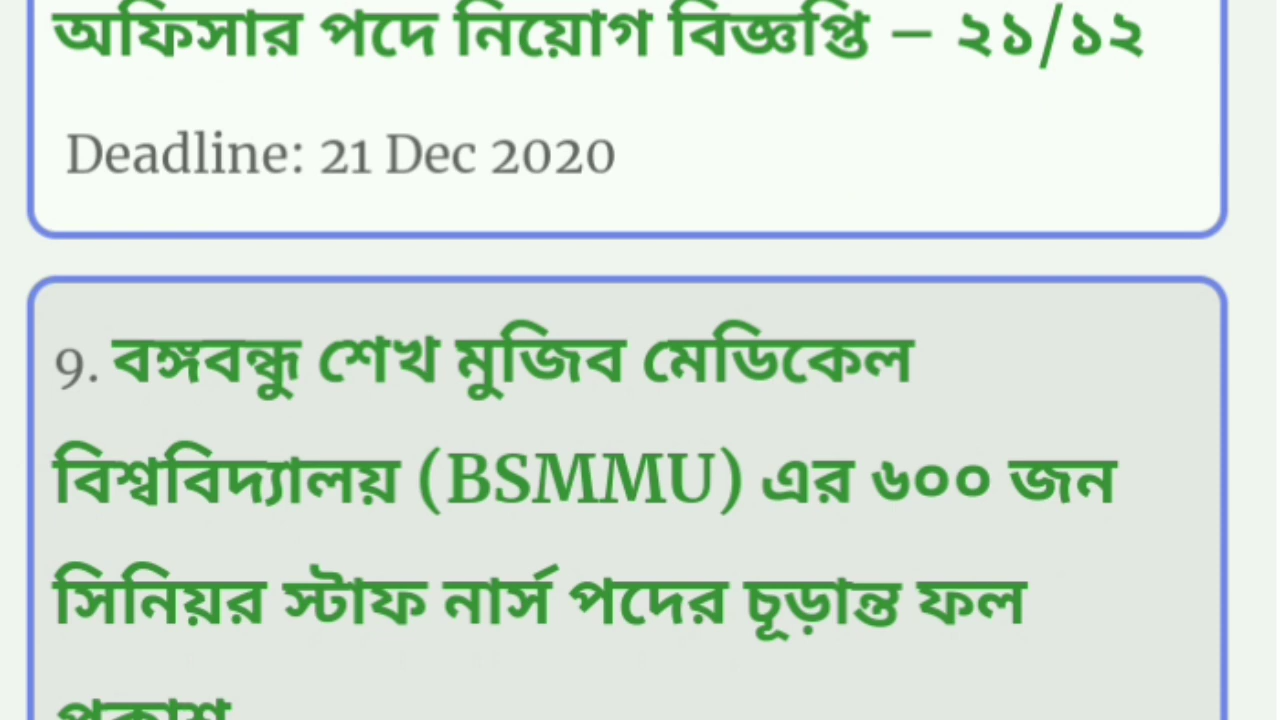 অফিসার পদে নিয়োগ বিজ্ঞপ্তি – ২১/১২
Deadline: 21 Dec 2020
9. বঙ্গবন্ধু শেখ মুজিব মেডিকেল
বিশ্ববিদ্যালয় (BSMMU) এর ৬০০ জন
সিনিয়র স্টাফ নার্স পদের চূড়ান্ত ফল
প্রকাশ